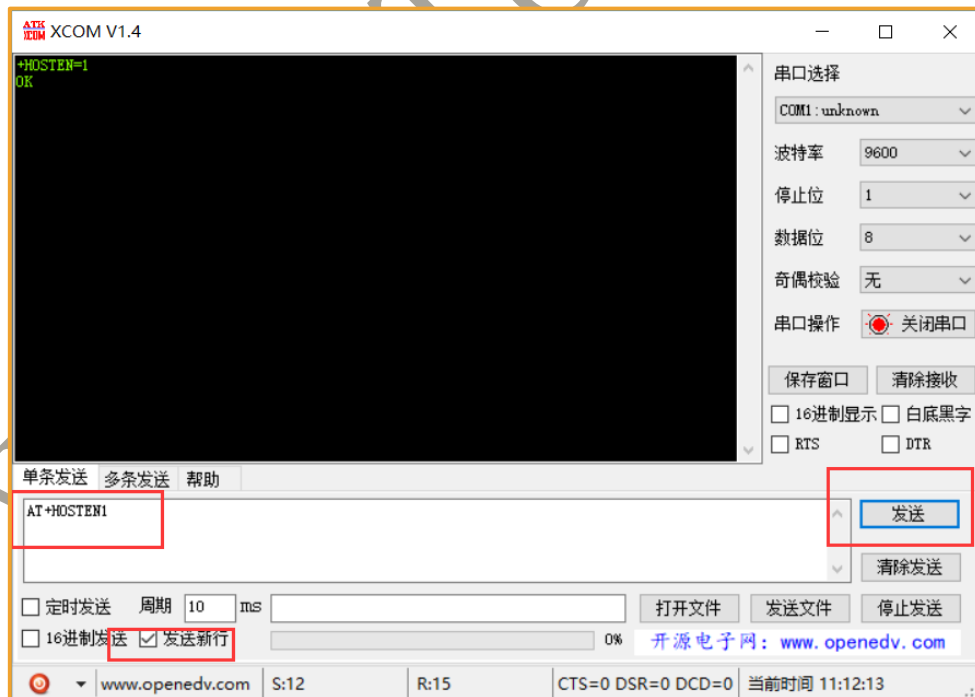 ATK XCOM XCOM V1.4
+HOSTEN=1
OK
串口选择
COM1:unknown
波特率 9600
停止位 1
数据位 8
奇偶校验 无
串口操作 关闭串口
保存窗口 清除接收
16进制显示 白底黑字
RTS DTR
单条发送 多条发送 帮助
AT+HOSTEN1
发送
清除发送
定时发送 周期 10 ms 打开文件 发送文件 停止发送
16进制发送 发送新行 0% 开源电子网:www.openedv.com
www.openedv.com S:12 R:15 CTS=0 DSR=0 DCD=0 当前时间 11:12:13